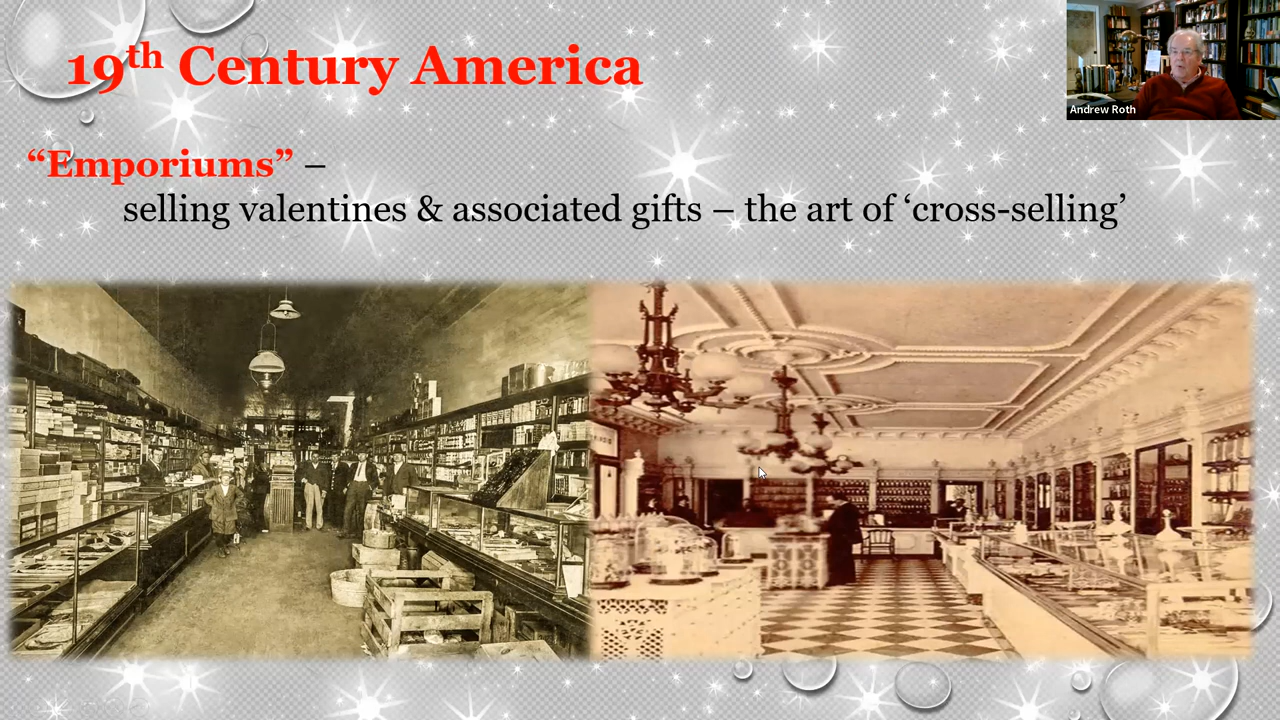 19th Century America
Andrew Roth
“Emporiums” –
selling valentines & associated gifts – the art of ‘cross-selling’